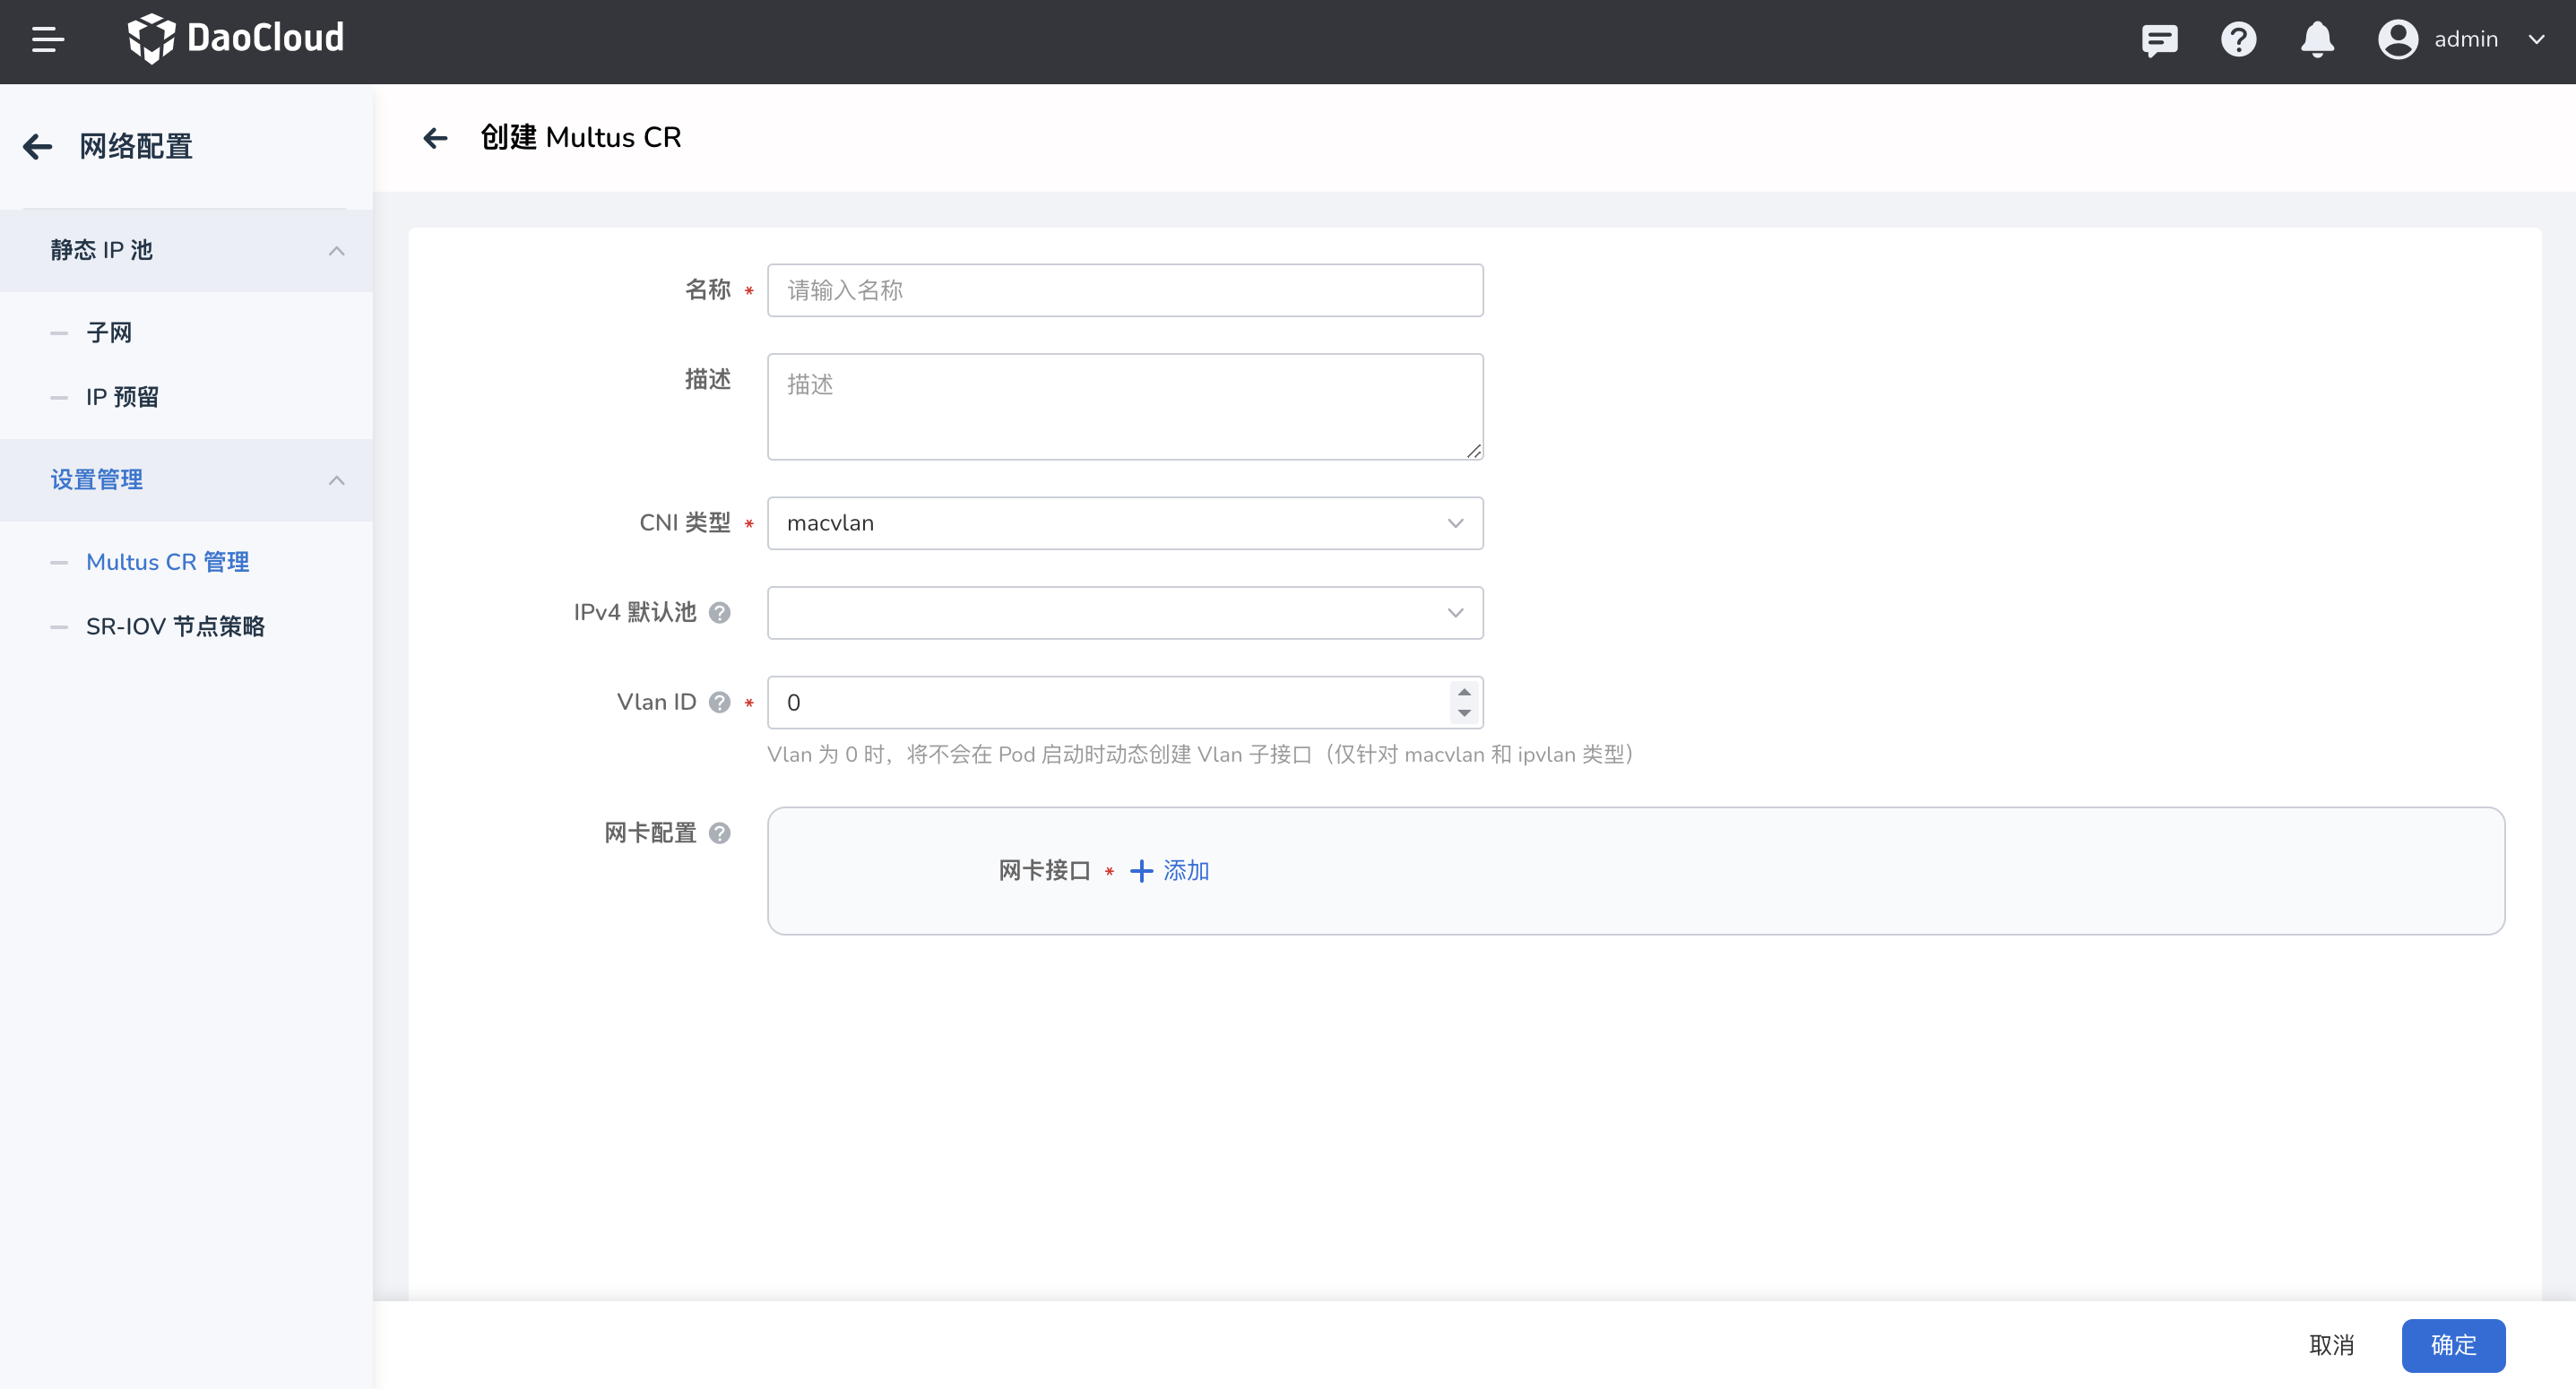 DaoCloud
admin
网络配置
静态 IP 池
子网
IP 预留
设置管理
Multus CR 管理
SR-IOV 节点策略
创建 Multus CR
名称 *
请输入名称
描述
描述
CNI 类型 *
macvlan
IPv4 默认池
Vlan ID *
0
Vlan 为 0 时，将不会在 Pod 启动时动态创建 Vlan 子接口（仅针对 macvlan 和 ipvlan 类型）
网卡配置
网卡接口 * + 添加
取消
确定